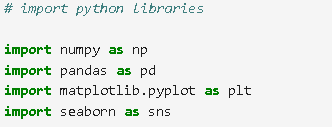 # import python libraries
import numpy as np
import pandas as pd
import matplotlib.pyplot as plt
import seaborn as sns